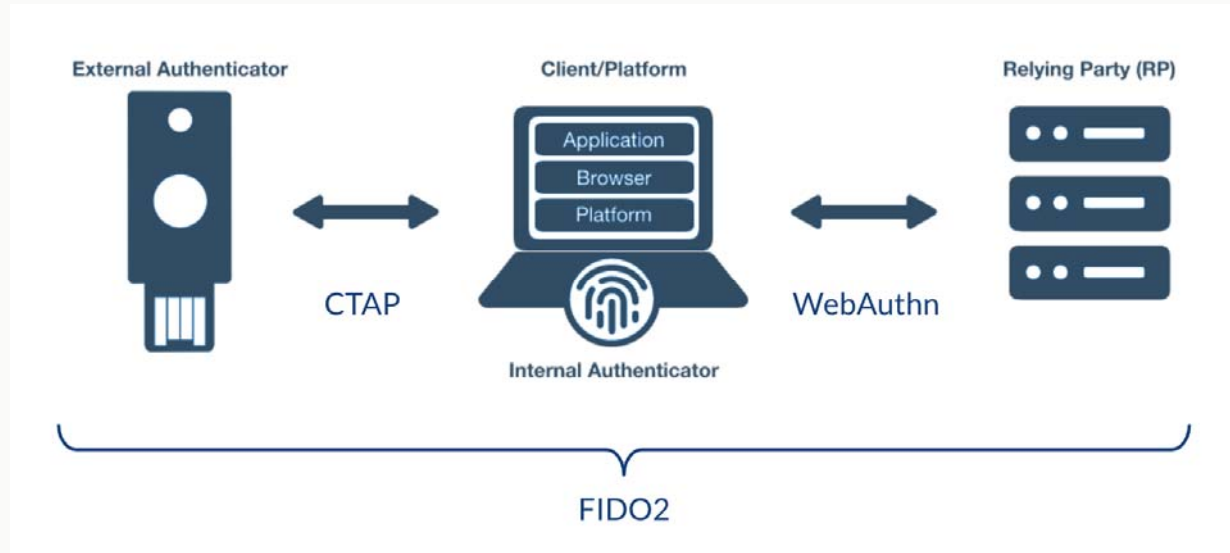 External Authenticator
Client/Platform
Relying Party (RP)
Application
Browser
Platform
CTAP
WebAuthn
Internal Authenticator
FIDO2